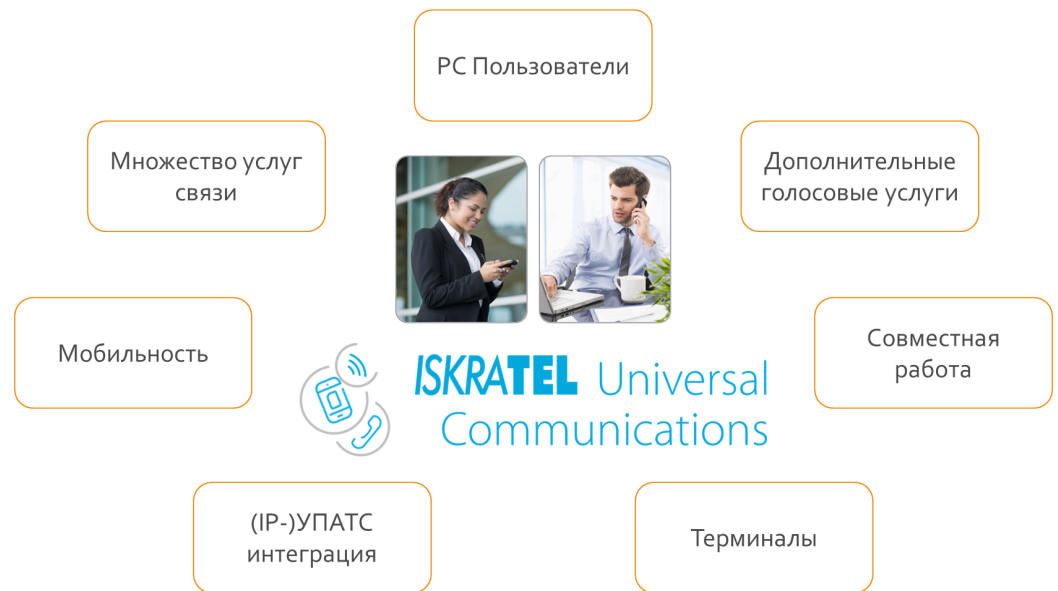 PC Пользователи
Множество услуг
связи
Дополнительные
голосовые услуги
Мобильность
Совместная
работа
ISKRATEL Universal
Communications
(IP-)УПАТС
интеграция
Терминалы